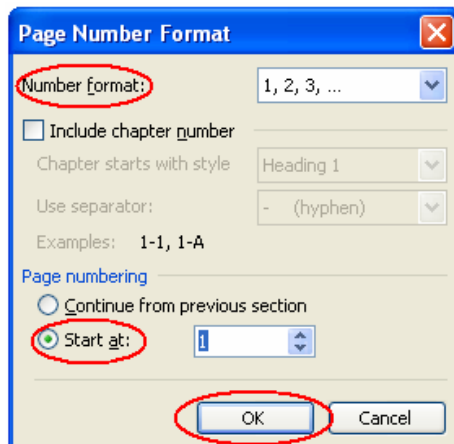 Page Number Format
Number format: 1, 2, 3, ...
Include chapter number
Chapter starts with style Heading 1
Use separator: - (hyphen)
Examples: 1-1, 1-A
Page numbering
Continue from previous section
Start at: 1
OK Cancel